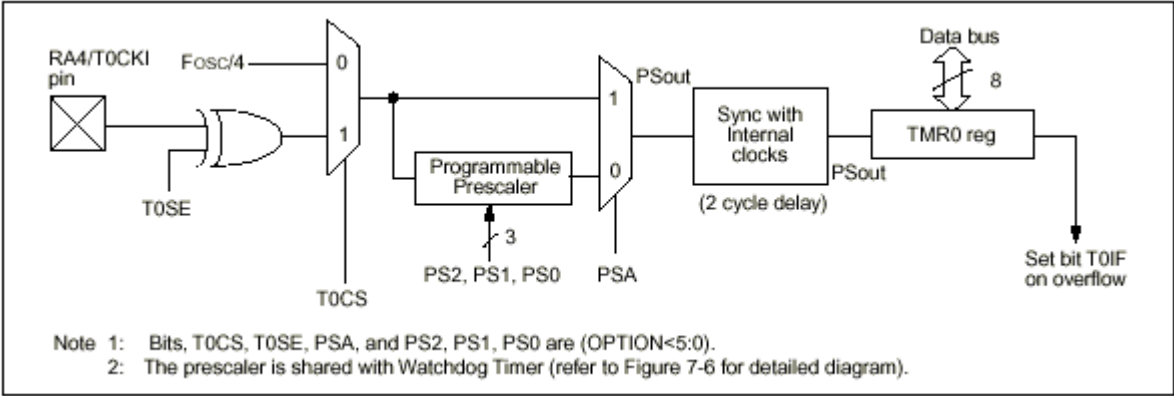 RA4/T0CKI
pin
Fosc/4
0
1
T0SE
T0CS
Programmable
Prescaler
3
PS2, PS1, PS0
1
0
PSA
PSout
Sync with
Internal
clocks
(2 cycle delay)
PSout
Data bus
8
TMR0 reg
Set bit T0IF
on overflow
Note 1: Bits, T0CS, T0SE, PSA, and PS2, PS1, PS0 are (OPTION<5:0).
2: The prescaler is shared with Watchdog Timer (refer to Figure 7-6 for detailed diagram).